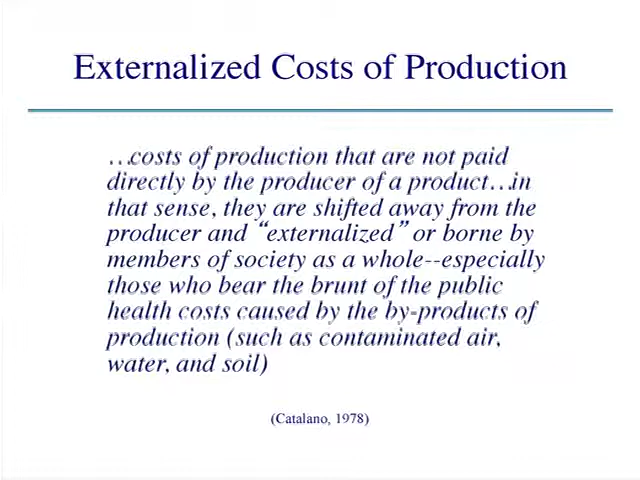 Externalized Costs of Production
…costs of production that are not paid
directly by the producer of a product…in
that sense, they are shifted away from the
producer and “externalized” or borne by
members of society as a whole--especially
those who bear the brunt of the public
health costs caused by the by-products of
production (such as contaminated air,
water, and soil)
(Catalano, 1978)